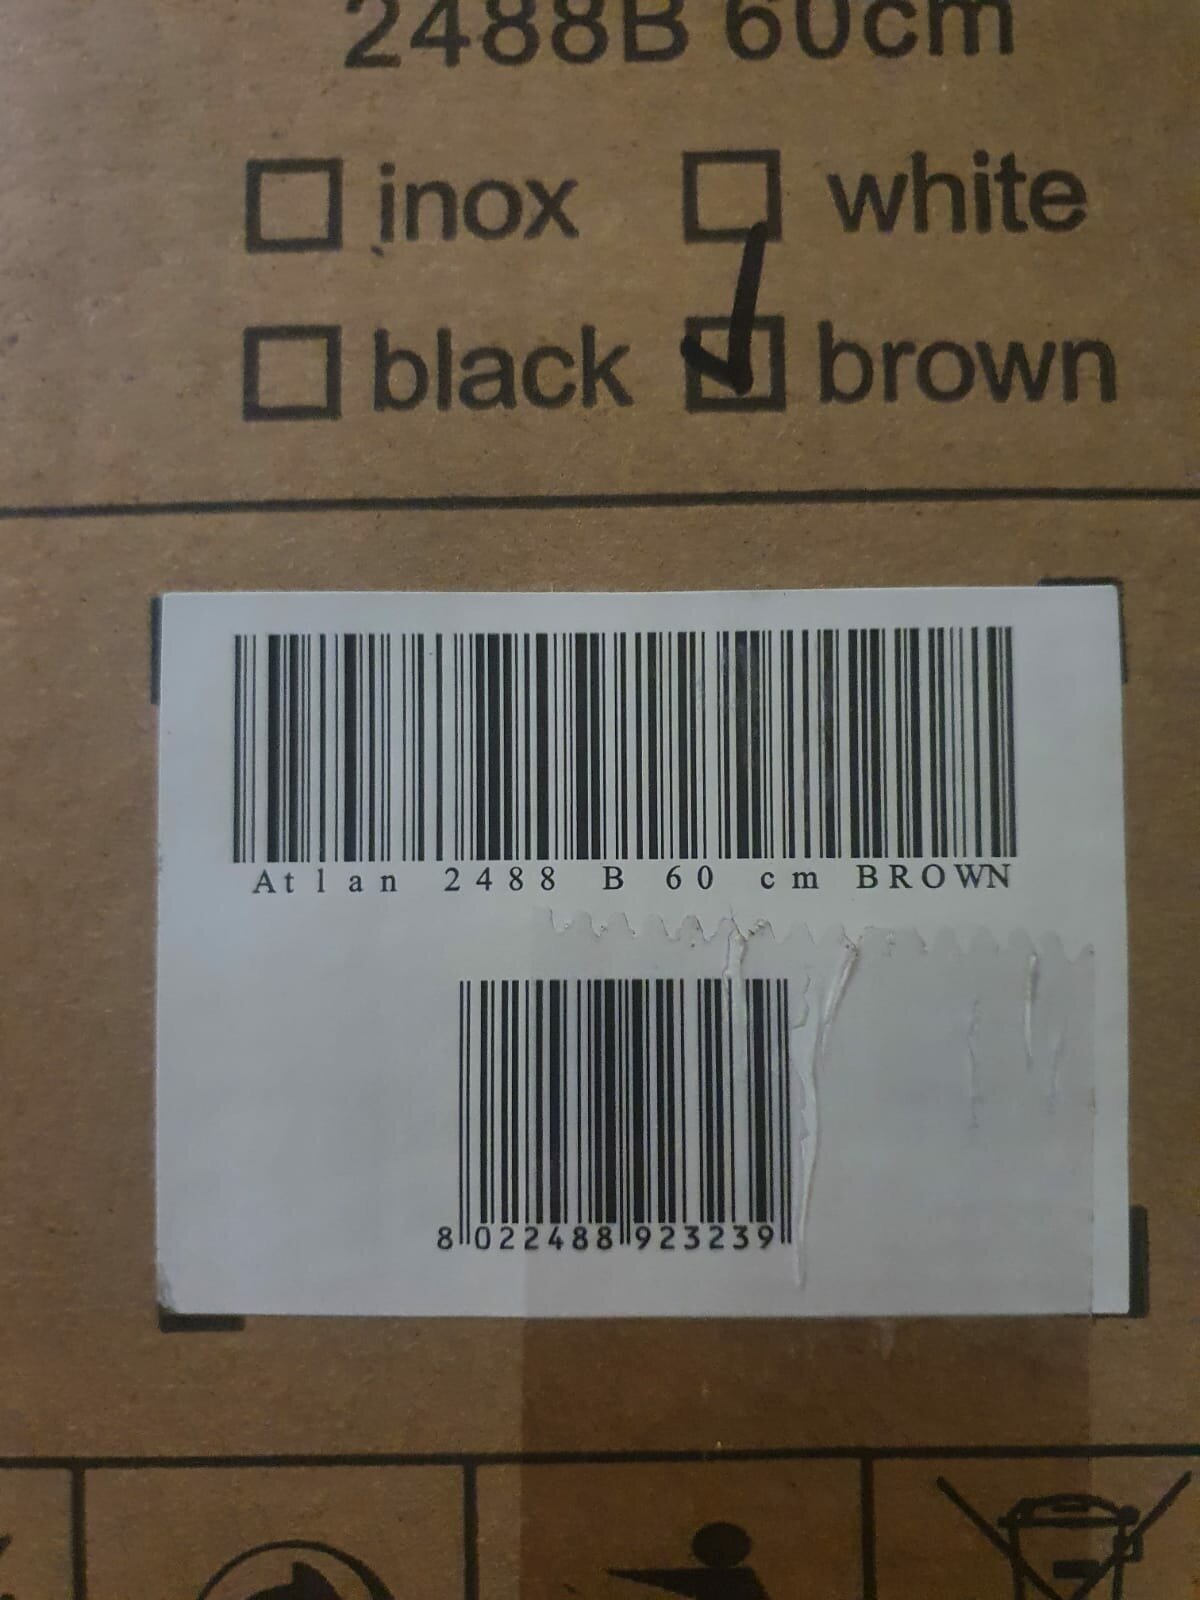 2488B 60cm
inox white
black brown
Atlan 2488 B 60 cm BROWN
8 022488 923239